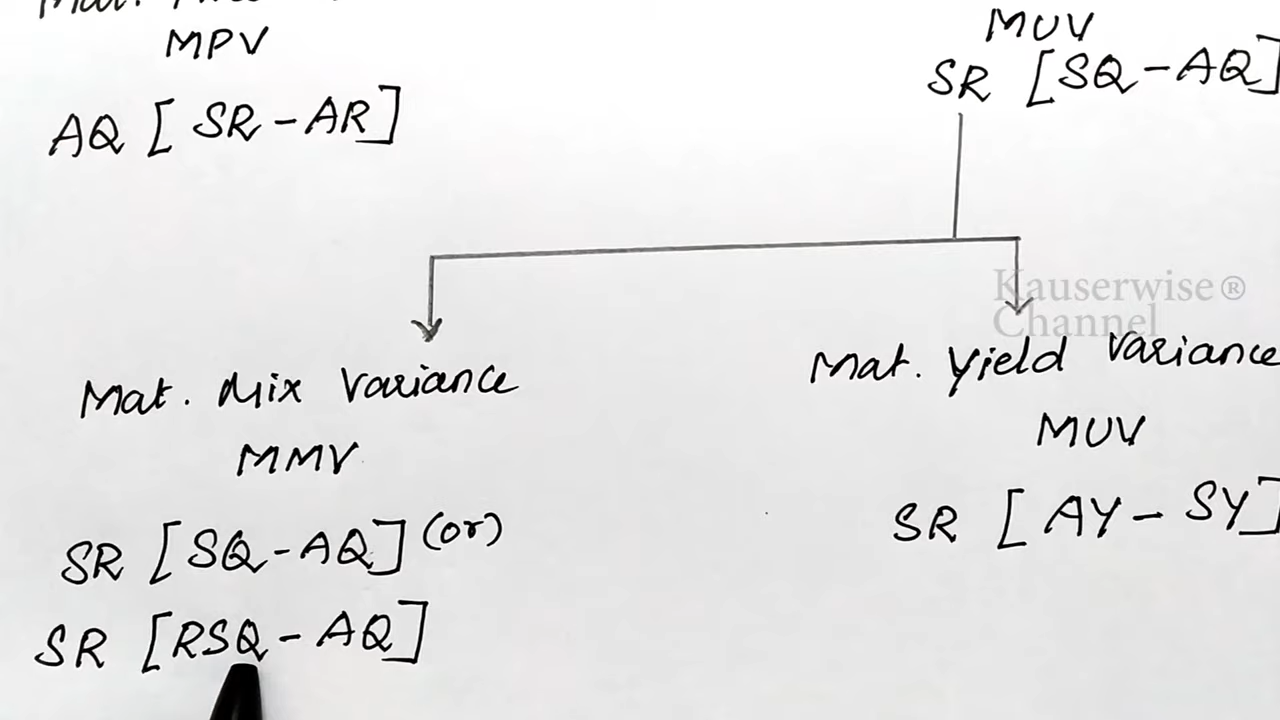 Mat.
MPV
AQ [ SR - AR ]
MUV
SR [ SQ - AQ ]
Kauserwise®
Channel
Mat. Mix Variance
MMV
SR [ SQ - AQ ] (or)
SR [ RSQ - AQ ]
Mat. Yield Variance
MUV
SR [ AY - SY ]